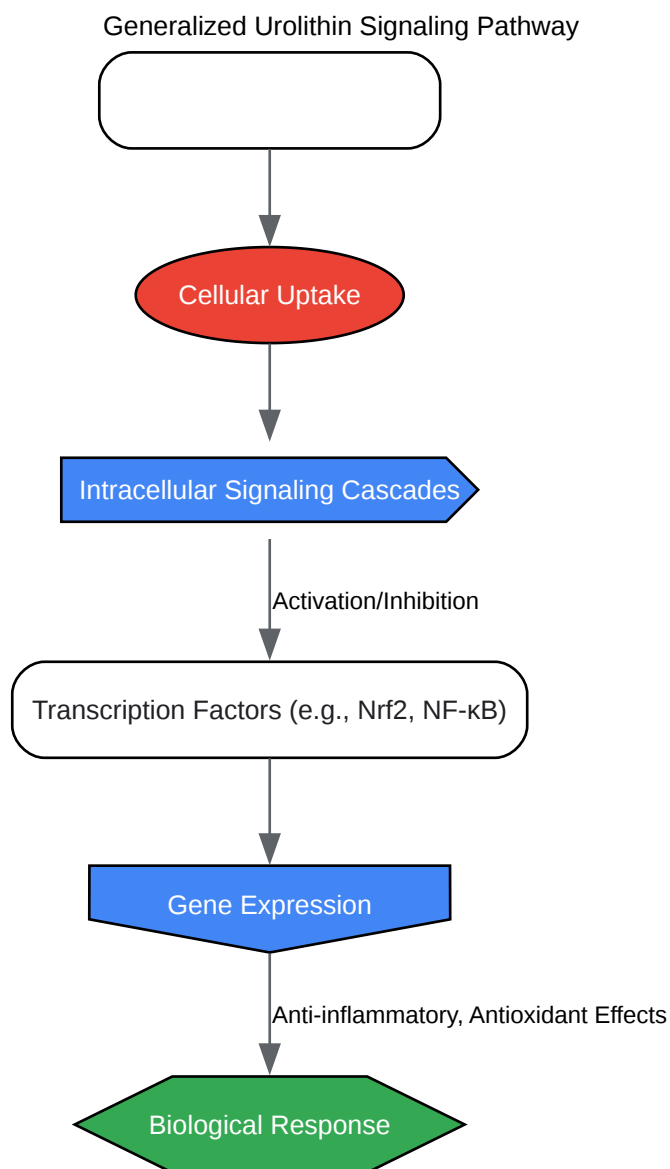 Generalized Urolithin Signaling Pathway
Cellular Uptake
Intracellular Signaling Cascades
Activation/Inhibition
Transcription Factors (e.g., Nrf2, NF-κB)
Gene Expression
Anti-inflammatory, Antioxidant Effects
Biological Response